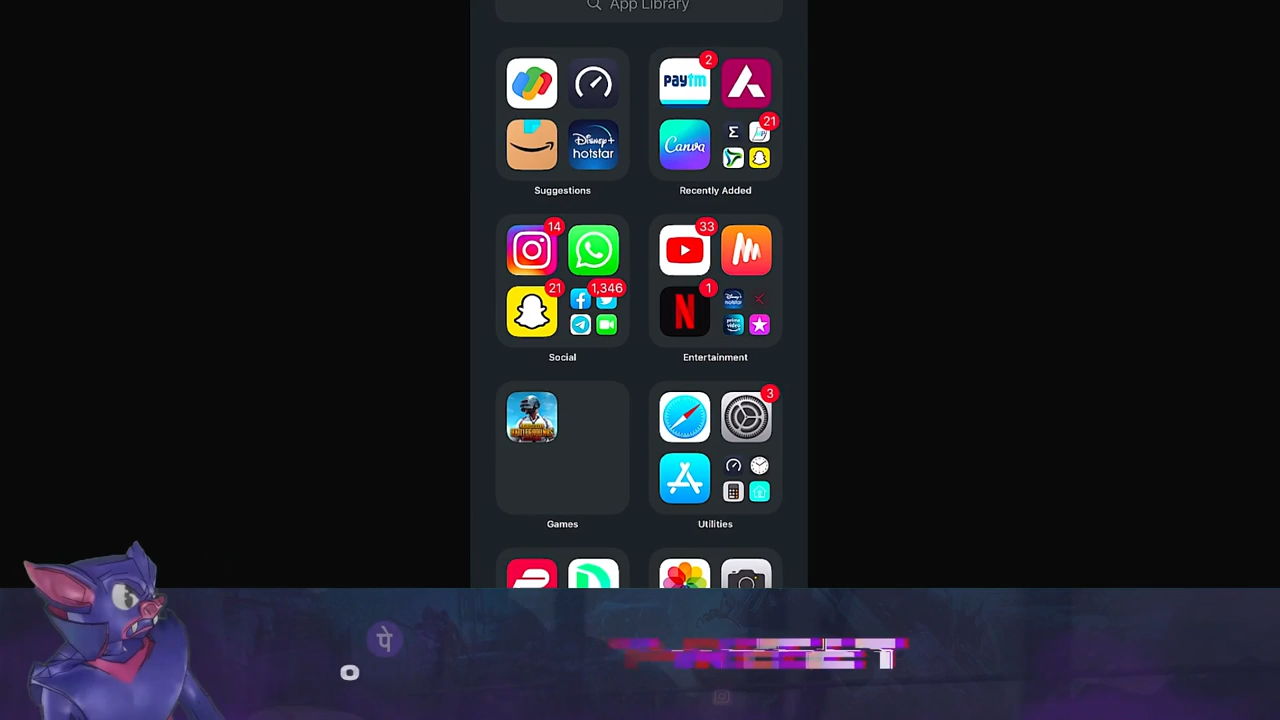 App Library
2
paytm
21
Canva
Disney+
hotstar
Suggestions
Recently Added
14
33
21
1,346
1
N
Social
Entertainment
3
Games
Utilities
पे